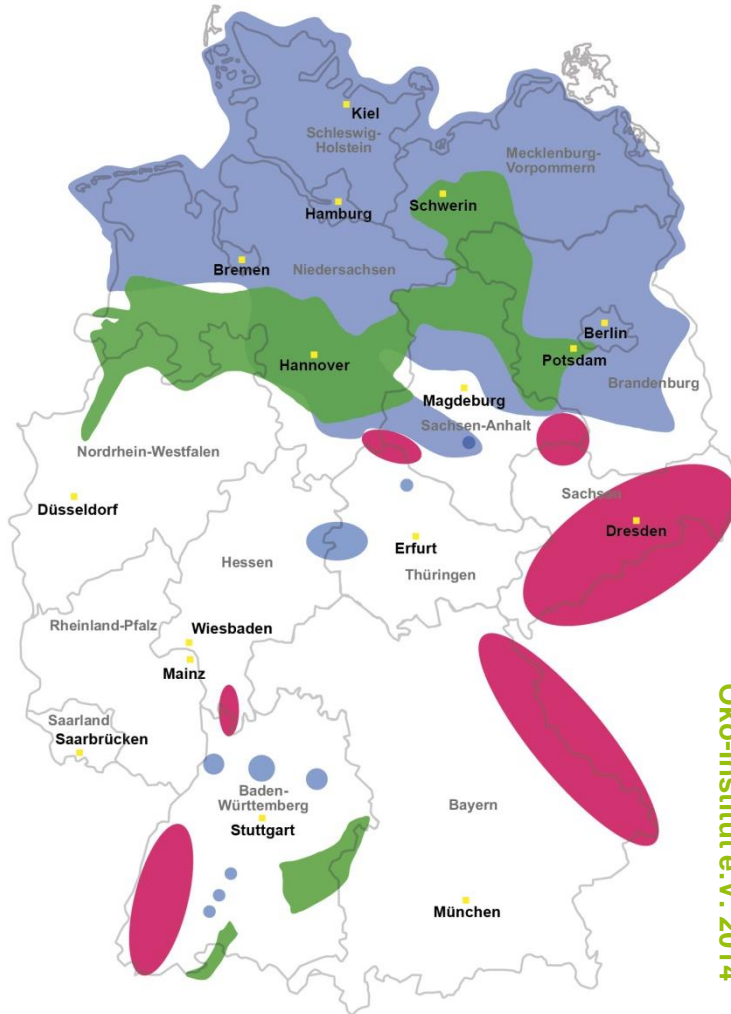 Kiel
Schleswig-
Holstein
Mecklenburg-
Vorpommern
Schwerin
Hamburg
Bremen
Niedersachsen
Berlin
Hannover
Potsdam
Brandenburg
Magdeburg
Sachsen-Anhalt
Nordrhein-Westfalen
Sachsen
Düsseldorf
Dresden
Erfurt
Hessen
Thüringen
Rheinland-Pfalz
Wiesbaden
Mainz
Saarland
Saarbrücken
Baden-
Württemberg
Bayern
Stuttgart
München
Öko-Institut e.V. 2014